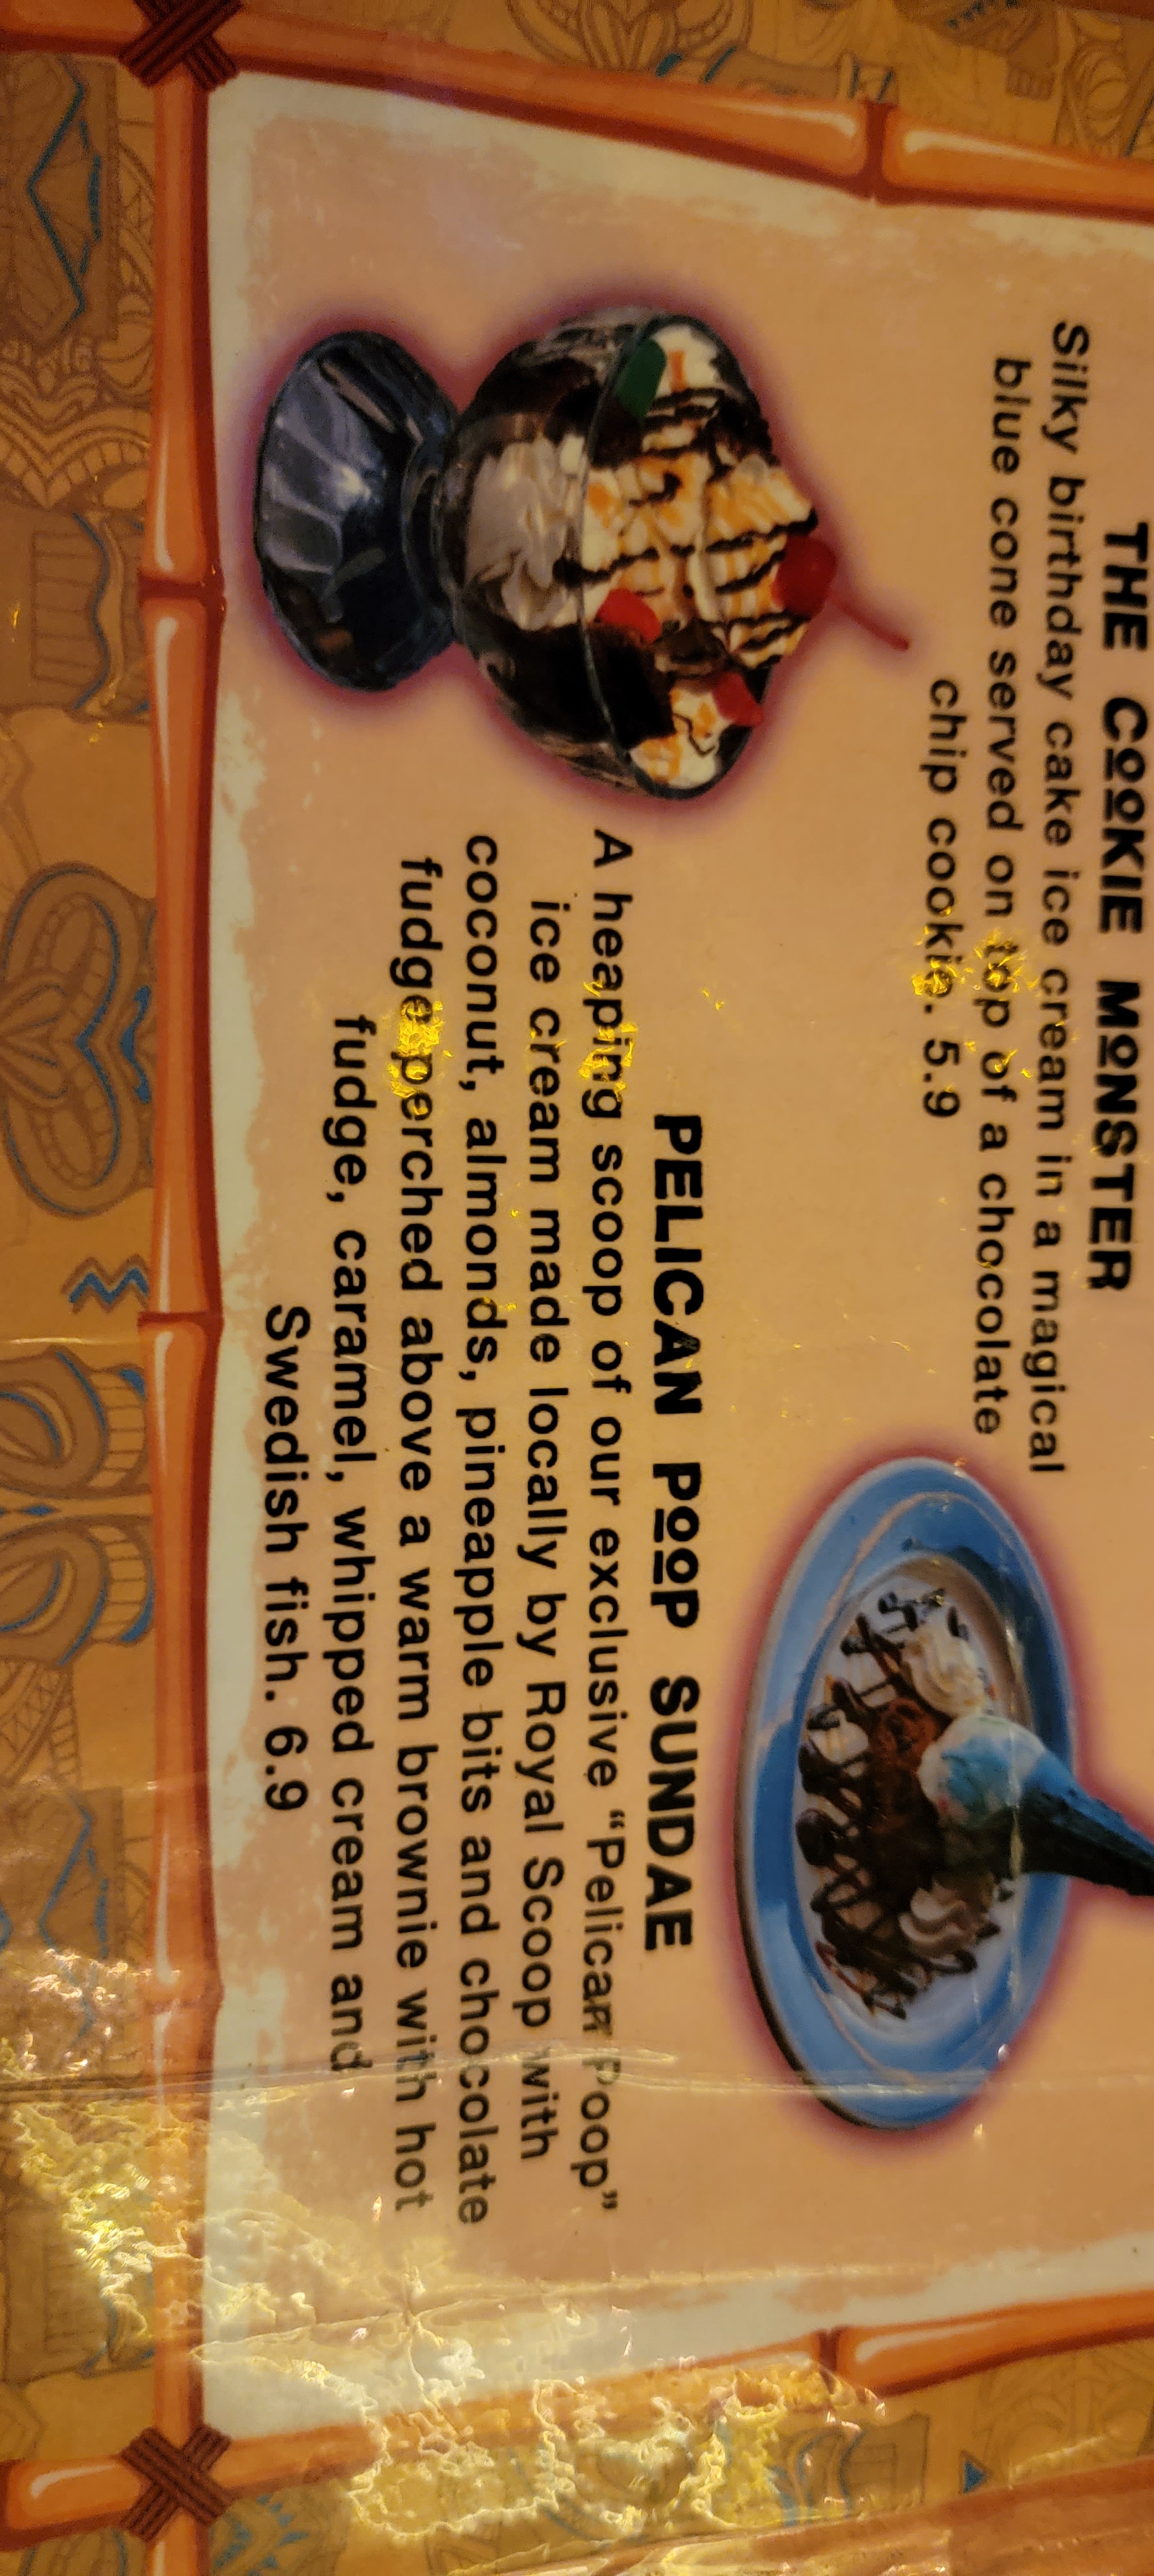 THE COOKIE MONSTER
Silky birthday cake ice cream in a magical
blue cone served on top of a chocolate
chip cookie. 5.9
PELICAN POOP SUNDAE
A heaping scoop of our exclusive “Pelican Poop”
ice cream made locally by Royal Scoop with
coconut, almonds, pineapple bits and chocolate
fudge perched above a warm brownie with hot
fudge, caramel, whipped cream and
Swedish fish. 6.9